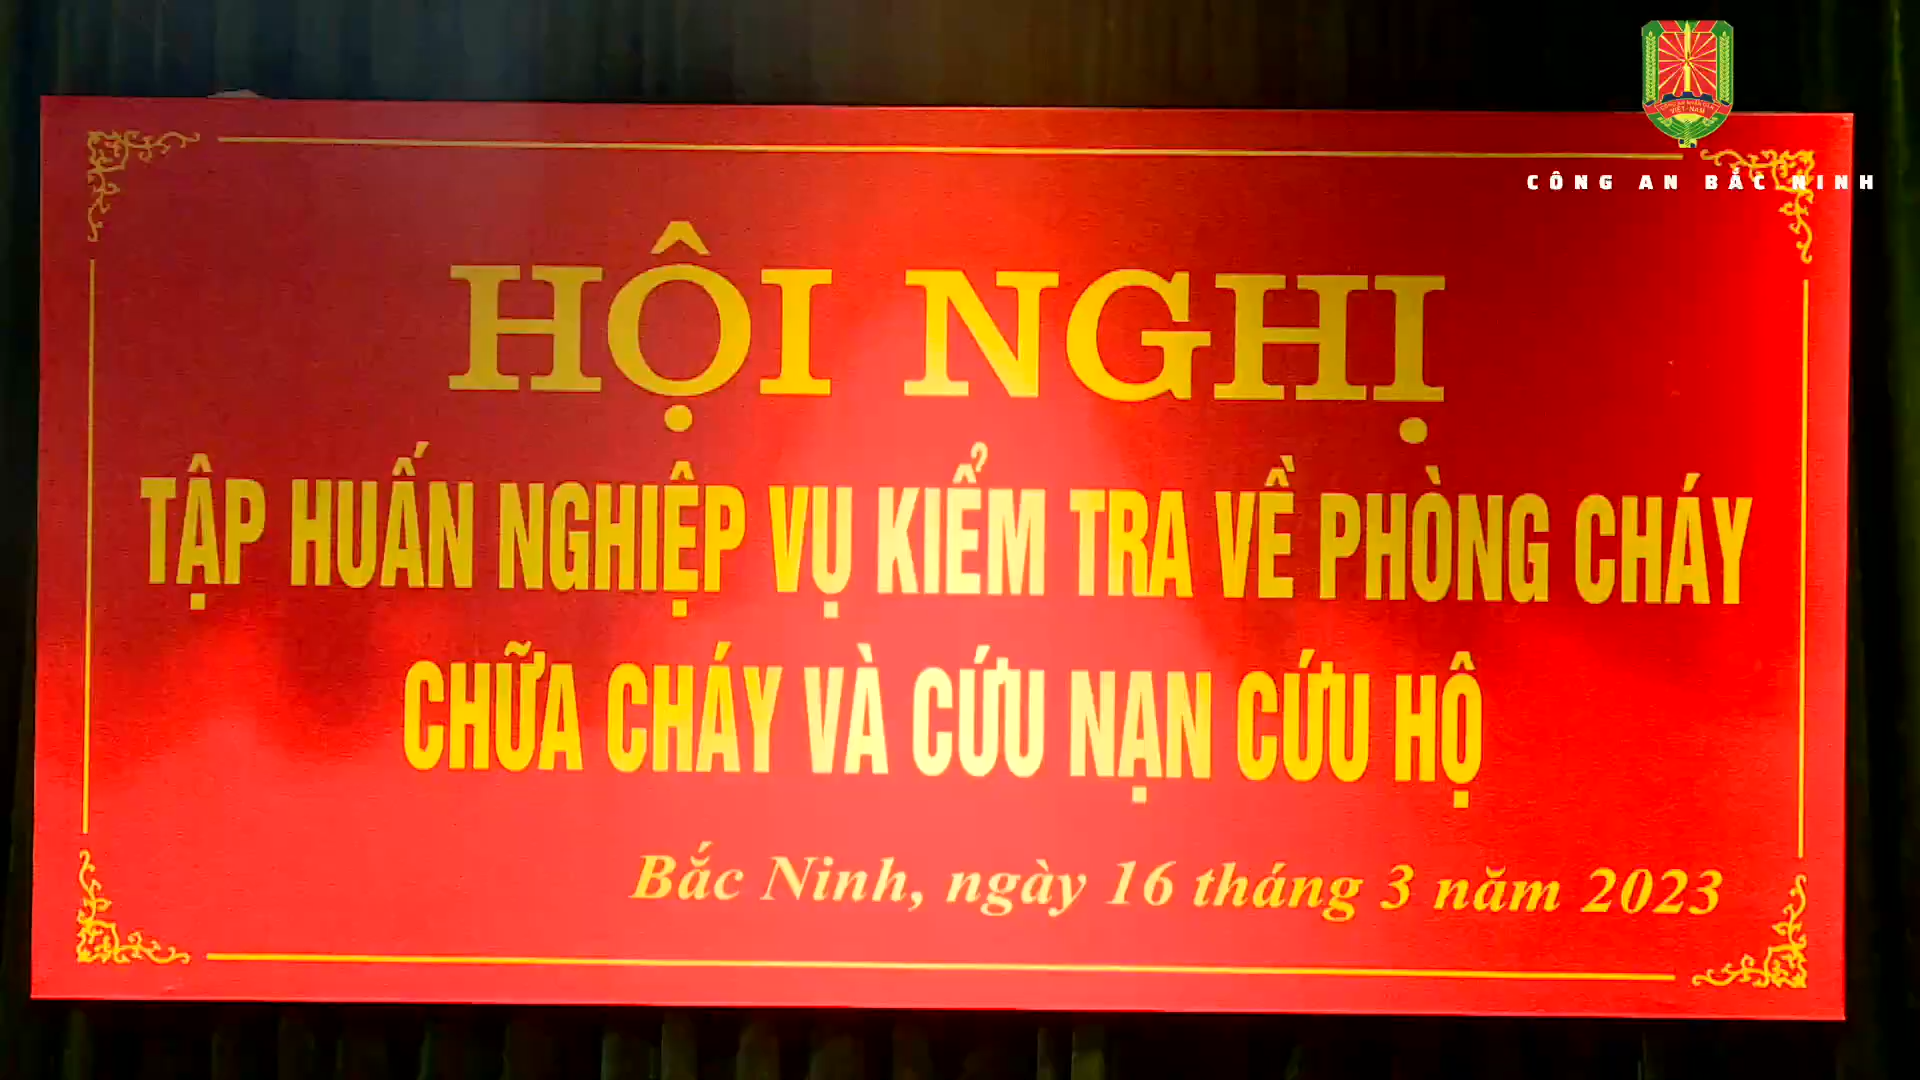 CÔNG AN BẮC NINH
HỘI NGHỊ
TẬP HUẤN NGHIỆP VỤ KIỂM TRA VỀ PHÒNG CHÁY
CHỮA CHÁY VÀ CỨU NẠN CỨU HỘ
Bắc Ninh, ngày 16 tháng 3 năm 2023